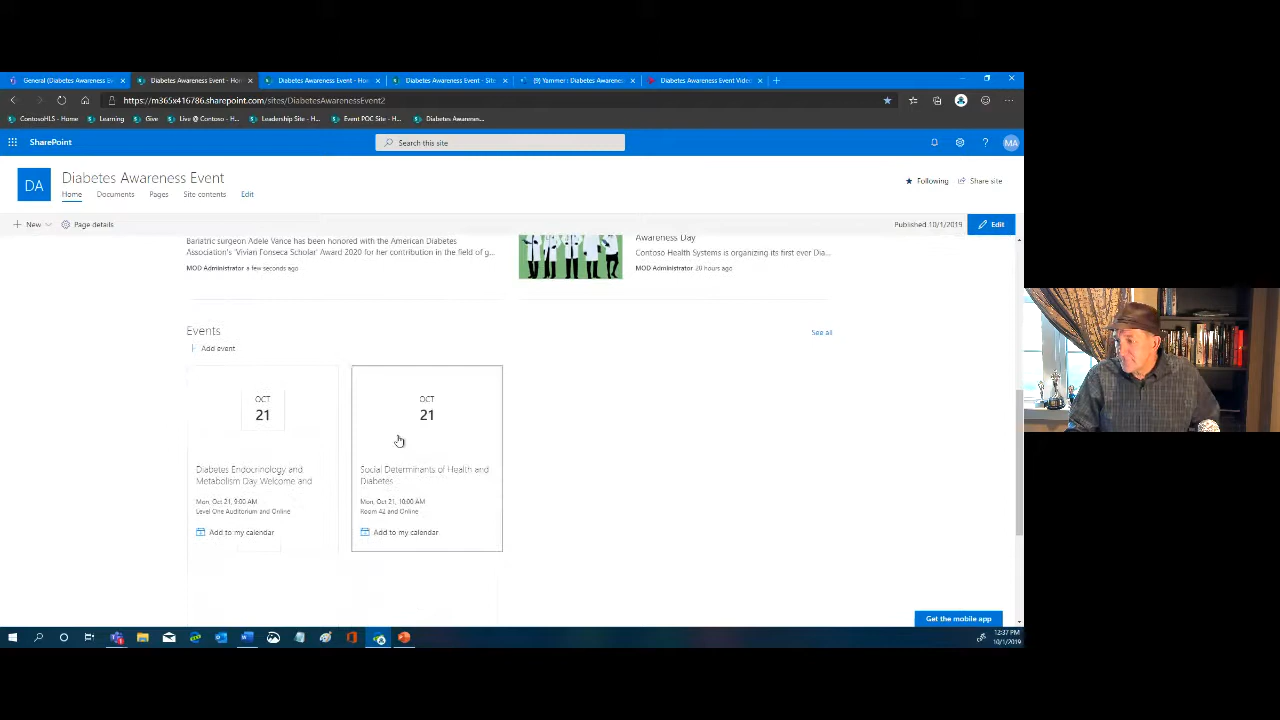 General (Diabetes Awareness E
Diabetes Awareness Event - Hom
Diabetes Awareness Event - Hom
Diabetes Awareness Event - Site
(9) Yammer : Diabetes Awarenes
Diabetes Awareness Event Video
https://m365x416786.sharepoint.com/sites/DiabetesAwarenessEvent2
ContosoHLS - Home
Learning
Give
Live @ Contoso - H...
Leadership Site - H...
Event POC Site - H...
Diabetes Awarenen...
SharePoint
Search this site
MA
DA
Diabetes Awareness Event
Home Documents Pages Site contents Edit
Following
Share site
New
Page details
Published 10/1/2019
Edit
Bariatric surgeon Adele Vance has been honored with the American Diabetes
Association's 'Vivian Fonseca Scholar' Award 2020 for her contribution in the field of g...
MOD Administrator a few seconds ago
Awareness Day
Contoso Health Systems is organizing its first ever Dia...
MOD Administrator 20 hours ago
Events
See all
Add event
OCT
21
Diabetes Endocrinology and
Metabolism Day Welcome and
Mon, Oct 21, 9:00 AM
Level One Auditorium and Online
Add to my calendar
OCT
21
Social Determinants of Health and
Diabetes
Mon, Oct 21, 10:00 AM
Room 42 and Online
Add to my calendar
Get the mobile app
12:37 PM
10/1/2019